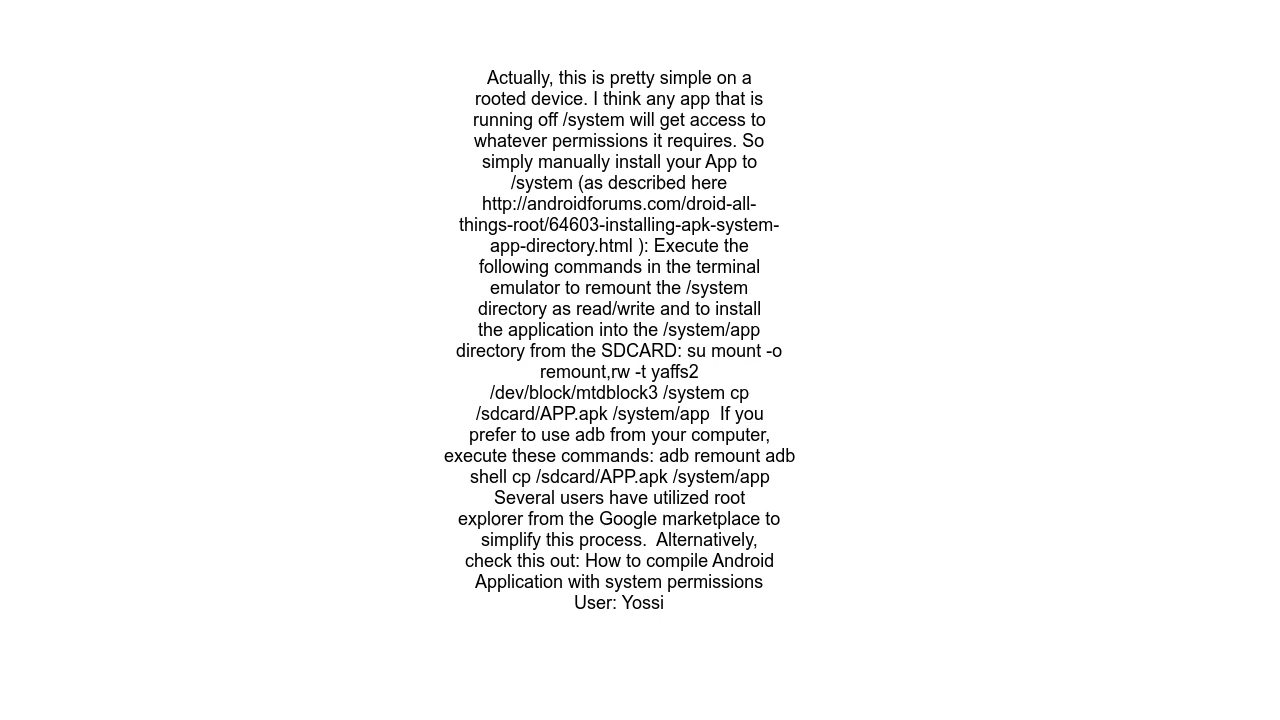 Actually, this is pretty simple on a
rooted device. I think any app that is
running off /system will get access to
whatever permissions it requires. So
simply manually install your App to
/system (as described here
http://androidforums.com/droid-all-
things-root/64603-installing-apk-system-
app-directory.html ): Execute the
following commands in the terminal
emulator to remount the /system
directory as read/write and to install
the application into the /system/app
directory from the SDCARD: su mount -o
remount,rw -t yaffs2
/dev/block/mtdblock3 /system cp
/sdcard/APP.apk /system/app  If you
prefer to use adb from your computer,
execute these commands: adb remount adb
shell cp /sdcard/APP.apk /system/app
Several users have utilized root
explorer from the Google marketplace to
simplify this process.  Alternatively,
check this out: How to compile Android
Application with system permissions
User: Yossi